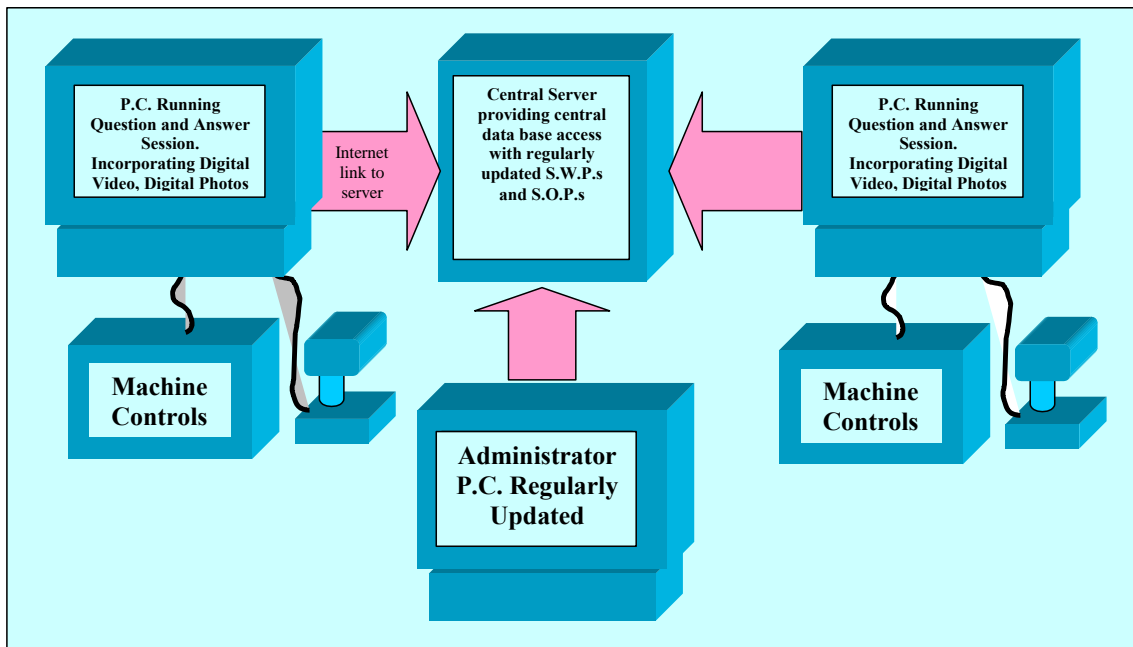 P.C. Running
Question and Answer
Session.
Incorporating Digital
Video, Digital Photos
Internet
link to
server
Central Server
providing central
data base access
with regularly
updated S.W.P.s
and S.O.P.s
P.C. Running
Question and Answer
Session.
Incorporating Digital
Video, Digital Photos
Machine
Controls
Administrator
P.C. Regularly
Updated
Machine
Controls